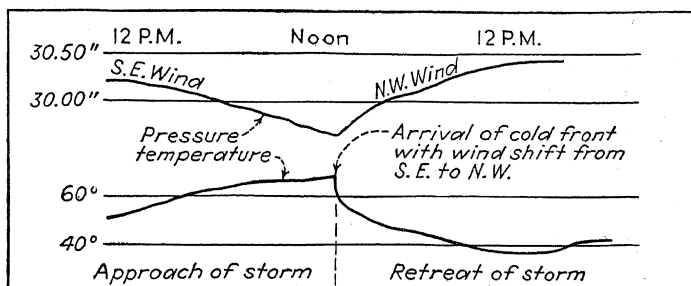 12 P.M. Noon 12 P.M.
30.50"
S.E. Wind
N.W. Wind
30.00"
Pressure
temperature
Arrival of cold front
with wind shift from
S.E. to N.W.
60°
40°
Approach of storm
Retreat of storm